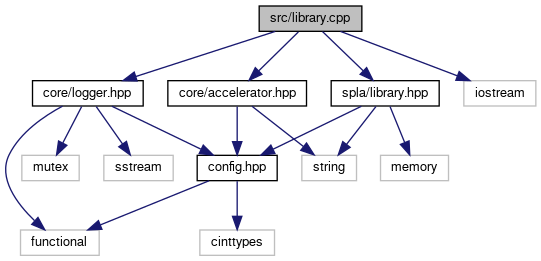 src/library.cpp
core/logger.hpp
core/accelerator.hpp
spla/library.hpp
iostream
mutex
sstream
config.hpp
string
memory
functional
cinttypes